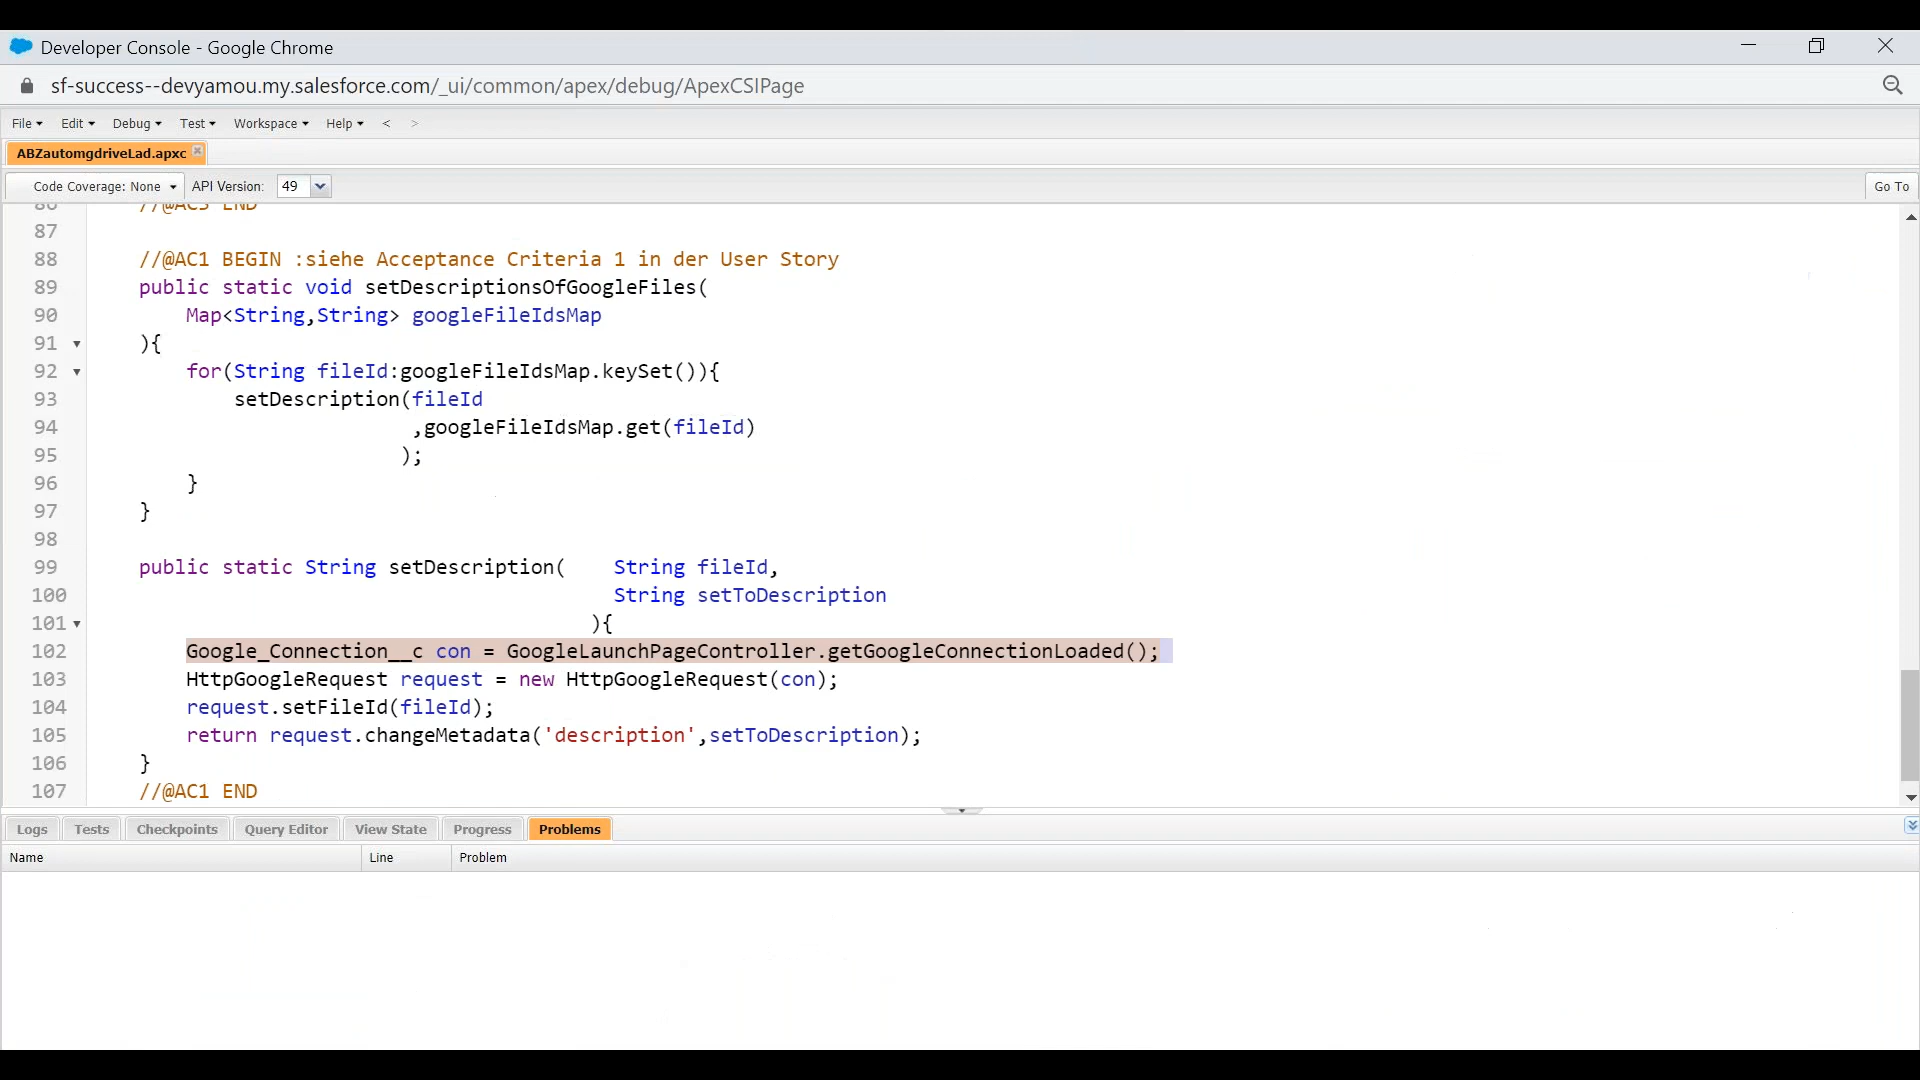 Developer Console - Google Chrome
sf-success--devyamou.my.salesforce.com/_ui/common/apex/debug/ApexCSIPage
File Edit Debug Test Workspace Help < >
ABZautomgdriveLad.apxc
Code Coverage: None API Version: 49 Go To
86 //@AC3 END
87
88 //@AC1 BEGIN :siehe Acceptance Criteria 1 in der User Story
89 public static void setDescriptionsOfGoogleFiles(
90 Map<String,String> googleFileIdsMap
91 ){
92 for(String fileId:googleFileIdsMap.keySet()){
93 setDescription(fileId
94 ,googleFileIdsMap.get(fileId)
95 );
96 }
97 }
98
99 public static String setDescription( String fileId,
100 String setToDescription
101 ){
102 Google_Connection__c con = GoogleLaunchPageController.getGoogleConnectionLoaded();
103 HttpGoogleRequest request = new HttpGoogleRequest(con);
104 request.setFileId(fileId);
105 return request.changeMetadata('description',setToDescription);
106 }
107 //@AC1 END
Logs Tests Checkpoints Query Editor View State Progress Problems
Name Line Problem